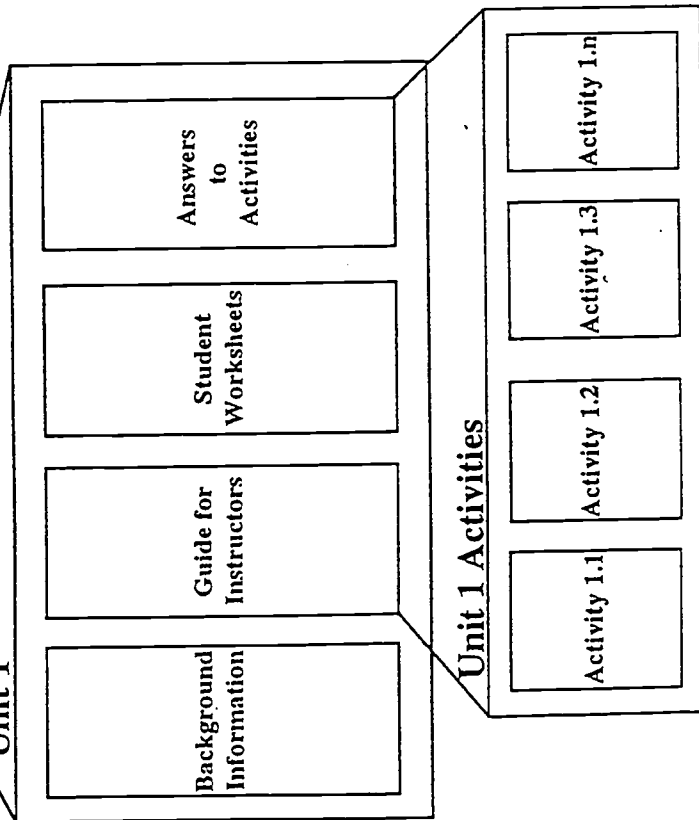 Unit 1
Background
Information
Guide for
Instructors
Student
Worksheets
Answers
to
Activities
Unit 1 Activities
Activity 1.1
Activity 1.2
Activity 1.3
Activity 1.n